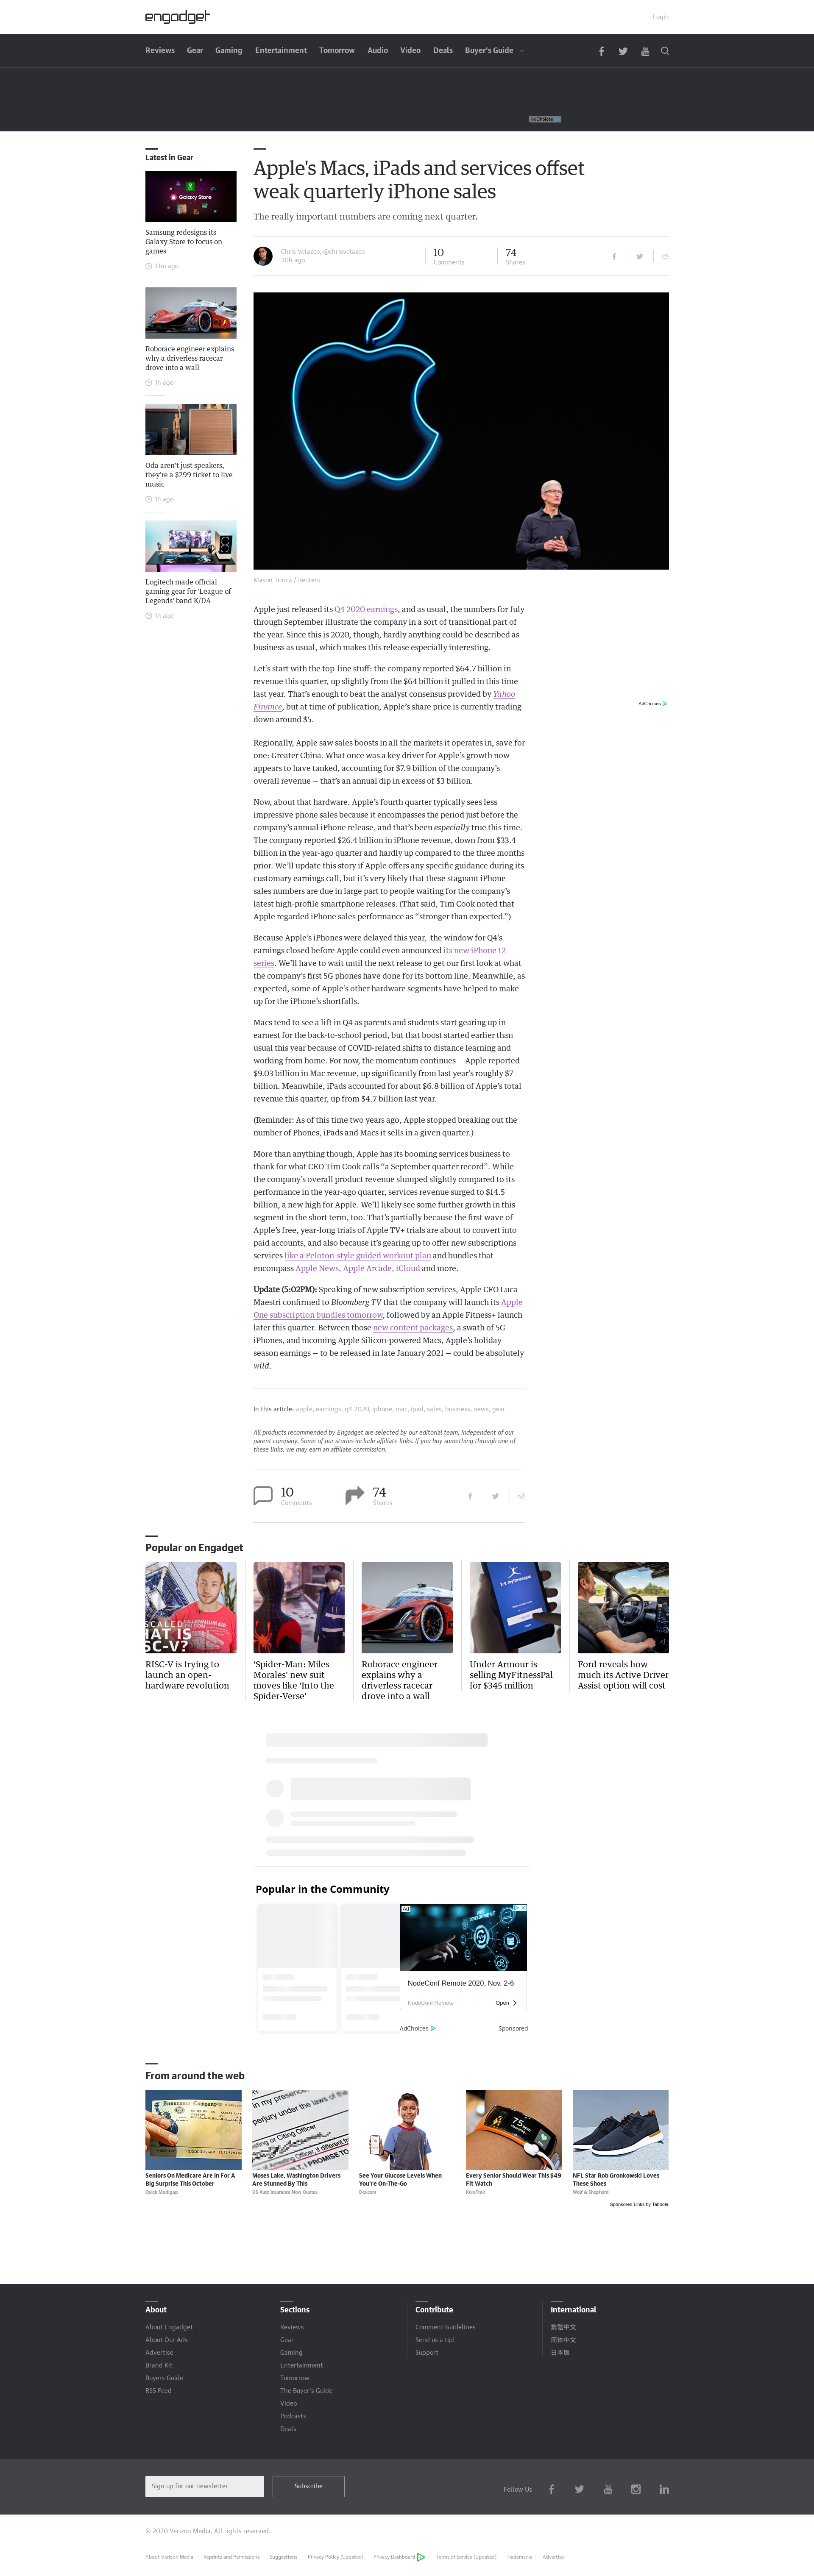 engadget
Login
Reviews Gear Gaming Entertainment Tomorrow Audio Video Deals Buyer's Guide
AdChoices
Latest in Gear
Galaxy Store
Samsung redesigns its
Galaxy Store to focus on
games
13m ago
Roborace engineer explains
why a driverless racecar
drove into a wall
1h ago
Oda aren't just speakers,
they're a $299 ticket to live
music
1h ago
Logitech made official
gaming gear for 'League of
Legends' band K/DA
1h ago
Apple's Macs, iPads and services offset
weak quarterly iPhone sales
The really important numbers are coming next quarter.
Chris Velazco, @chrisvelazco
20h ago
10
Comments
74
Shares
Mason Trinca / Reuters
Apple just released its Q4 2020 earnings, and as usual, the numbers for July
through September illustrate the company in a sort of transitional part of
the year. Since this is 2020, though, hardly anything could be described as
business as usual, which makes this release especially interesting.
Let's start with the top-line stuff: the company reported $64.7 billion in
revenue this quarter, up slightly from the $64 billion it pulled in this time
last year. That's enough to beat the analyst consensus provided by Yahoo
Finance, but at time of publication, Apple's share price is currently trading
down around $5.
AdChoices
Regionally, Apple saw sales boosts in all the markets it operates in, save for
one: Greater China. What once was a key driver for Apple's growth now
appears to have tanked, accounting for $7.9 billion of the company's
overall revenue — that's an annual dip in excess of $3 billion.
Now, about that hardware. Apple's fourth quarter typically sees less
impressive phone sales because it encompasses the period just before the
company's annual iPhone release, and that's been especially true this time.
The company reported $26.4 billion in iPhone revenue, down from $33.4
billion in the year-ago quarter and hardly up compared to the three months
prior. We'll update this story if Apple offers any specific guidance during its
customary earnings call, but it's very likely that these stagnant iPhone
sales numbers are due in large part to people waiting for the company's
latest high-profile smartphone releases. (That said, Tim Cook noted that
Apple regarded iPhone sales performance as “stronger than expected.”)
Because Apple's iPhones were delayed this year,  the window for Q4's
earnings closed before Apple could even announced its new iPhone 12
series. We'll have to wait until the next release to get our first look at what
the company's first 5G phones have done for its bottom line. Meanwhile, as
expected, some of Apple's other hardware segments have helped to make
up for the iPhone's shortfalls.
Macs tend to see a lift in Q4 as parents and students start gearing up in
earnest for the back-to-school period, but that boost started earlier than
usual this year because of COVID-related shifts to distance learning and
working from home. For now, the momentum continues -- Apple reported
$9.03 billion in Mac revenue, up significantly from last year's roughly $7
billion. Meanwhile, iPads accounted for about $6.8 billion of Apple's total
revenue this quarter, up from $4.7 billion last year.
(Reminder: As of this time two years ago, Apple stopped breaking out the
number of Phones, iPads and Macs it sells in a given quarter.)
More than anything though, Apple has its booming services business to
thank for what CEO Tim Cook calls “a September quarter record”. While
the company's overall product revenue slumped slightly compared to its
performance in the year-ago quarter, services revenue surged to $14.5
billion, a new high for Apple. We'll likely see some further growth in this
segment in the short term, too. That's partially because the first wave of
Apple's free, year-long trials of Apple TV+ trials are about to convert into
paid accounts, and also because it's gearing up to offer new subscriptions
services like a Peloton-style guided workout plan and bundles that
encompass Apple News, Apple Arcade, iCloud and more.
Update (5:02PM): Speaking of new subscription services, Apple CFO Luca
Maestri confirmed to Bloomberg TV that the company will launch its Apple
One subscription bundles tomorrow, followed by an Apple Fitness+ launch
later this quarter. Between those new content packages, a swath of 5G
iPhones, and incoming Apple Silicon-powered Macs, Apple's holiday
season earnings — to be released in late January 2021 — could be absolutely
wild.
In this article: apple, earnings, q4 2020, iphone, mac, ipad, sales, business, news, gear
All products recommended by Engadget are selected by our editorial team, independent of our
parent company. Some of our stories include affiliate links. If you buy something through one of
these links, we may earn an affiliate commission.
10
Comments
74
Shares
Popular on Engadget
RISC-V is trying to
launch an open-
hardware revolution
'Spider-Man: Miles
Morales' new suit
moves like 'Into the
Spider-Verse'
Roborace engineer
explains why a
driverless racecar
drove into a wall
myfitnesspal
Under Armour is
selling MyFitnessPal
for $345 million
Ford reveals how
much its Active Driver
Assist option will cost
Popular in the Community
Ad
NodeConf Remote 2020, Nov. 2-6
NodeConf Remote
Open
AdChoices
Sponsored
From around the web
Seniors On Medicare Are In For A
Big Surprise This October
Quick Medigap
Moses Lake, Washington Drivers
Are Stunned By This
US Auto Insurance Now Quotes
See Your Glucose Levels When
You're On-The-Go
Dexcom
Every Senior Should Wear This $49
Fit Watch
KoreTrak
NFL Star Rob Gronkowski Loves
These Shoes
Wolf & Shepherd
Sponsored Links by Taboola
About
About Engadget
About Our Ads
Advertise
Brand Kit
Buyers Guide
RSS Feed
Sections
Reviews
Gear
Gaming
Entertainment
Tomorrow
The Buyer's Guide
Video
Podcasts
Deals
Contribute
Comment Guidelines
Send us a tip!
Support
International
繁體中文
简体中文
日本版
Sign up for our newsletter
Subscribe
Follow Us
© 2020 Verizon Media. All rights reserved.
About Verizon Media Reprints and Permissions Suggestions Privacy Policy (Updated) Privacy Dashboard Terms of Service (Updated) Trademarks Advertise